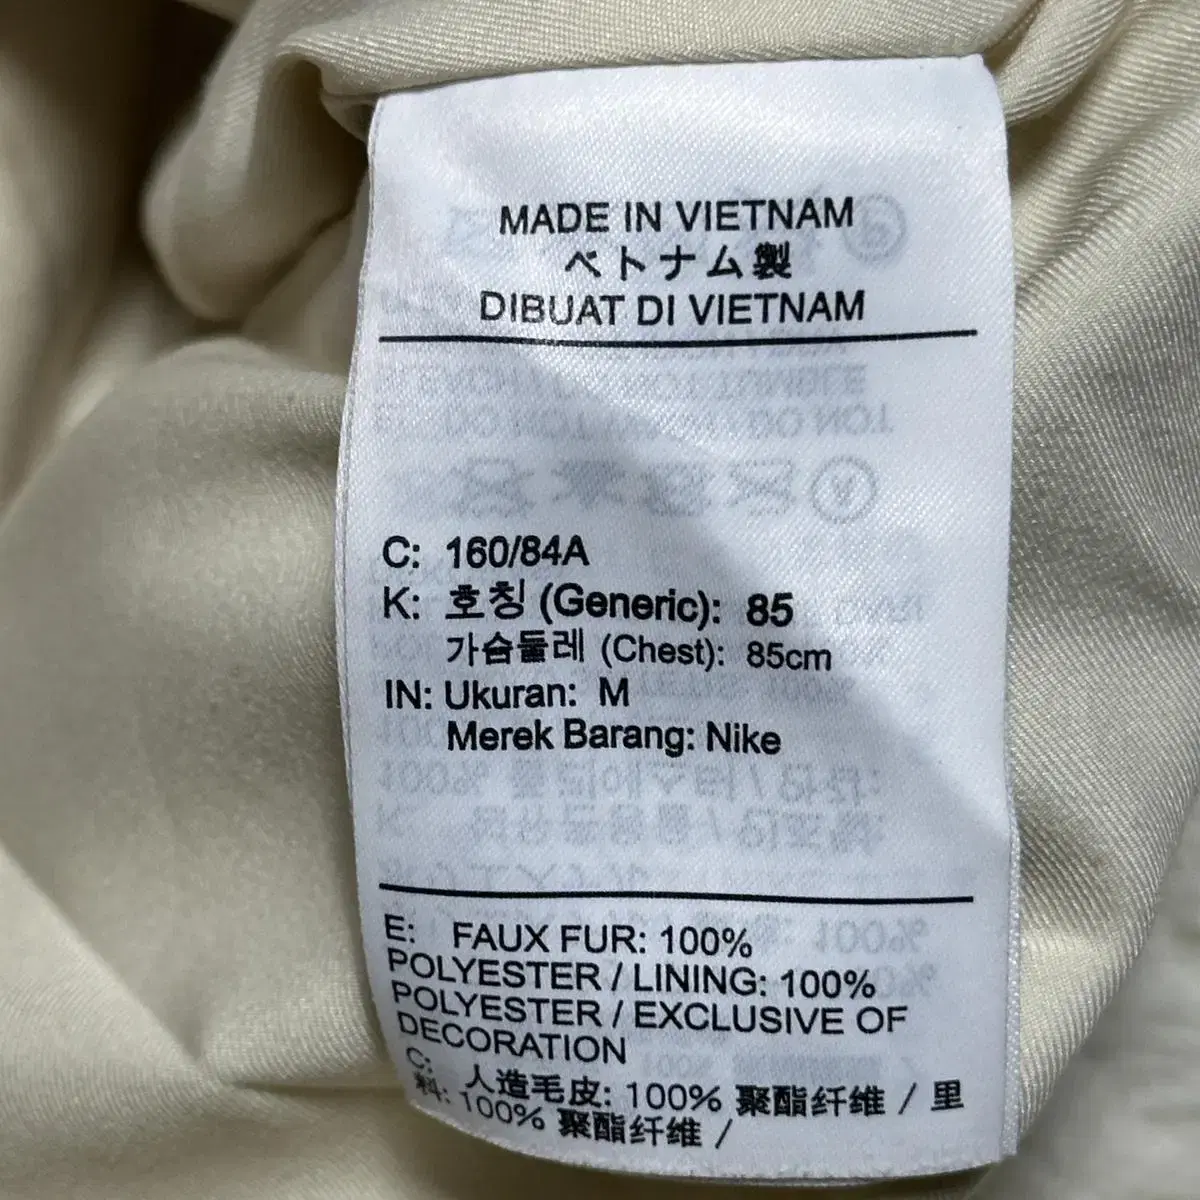 MADE IN VIETNAM
ベトナム製
DIBUAT DI VIETNAM
C: 160/84A
K: 호칭 (Generic): 85
가슴둘레 (Chest): 85cm
IN: Ukuran: M
Merek Barang: Nike
E: FAUX FUR: 100%
POLYESTER / LINING: 100%
POLYESTER / EXCLUSIVE OF
DECORATION
C: 人造毛皮: 100% 聚酯纤维 / 里
料: 100% 聚酯纤维 /